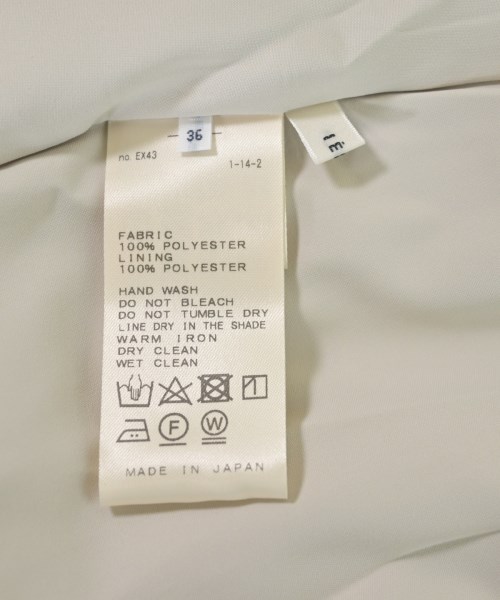 36
no EX43
1-14-2
FABRIC
100% POLYESTER
LINING
100% POLYESTER
HAND WASH
DO NOT BLEACH
DO NOT TUMBLE DRY
LINE DRY IN THE SHADE
WARM IRON
DRY CLEAN
WET CLEAN
F
W
MADE IN JAPAN